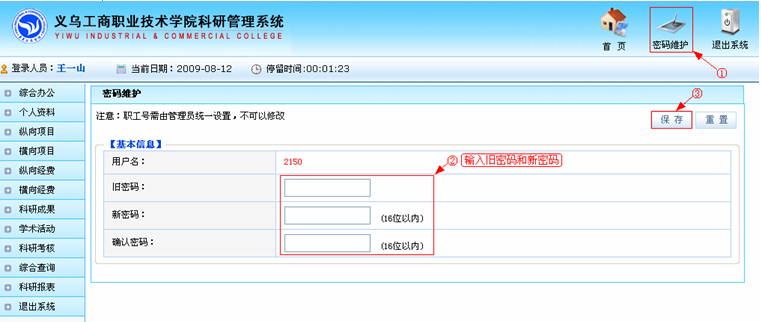 义乌工商职业技术学院科研管理系统
YIWU INDUSTRIAL & COMMERCIAL COLLEGE
首 页
密码维护
退出系统
①
登录人员：王一山
当前日期：2009-08-12
停留时间:00:01:23
综合办公
个人资料
纵向项目
横向项目
纵向经费
横向经费
科研成果
学术活动
科研考核
综合查询
科研报表
退出系统
密码维护
③
注意：职工号需由管理员统一设置，不可以修改
保 存
重 置
【基本信息】
② 输入旧密码和新密码
用户名：
2150
旧密码：
新密码：
(16位以内)
确认密码：
(16位以内)